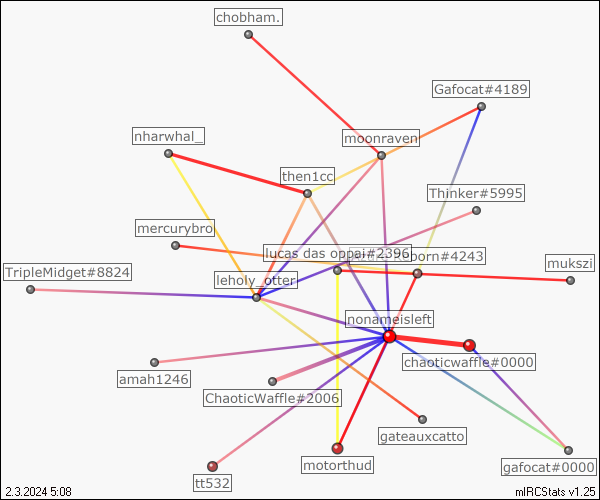 chobham.
Gafocat#4189
nharwhal_
moonraven
then1cc
Thinker#5995
mercurybro
lucas das oppai#2396
born#4243
TripleMidget#8824
mukszi
leholy_otter
nonameisleft
chaoticwaffle#0000
amah1246
ChaoticWaffle#2006
gateauxcatto
motorthud
gafocat#0000
tt532
2.3.2024 5:08
mIRCStats v1.25